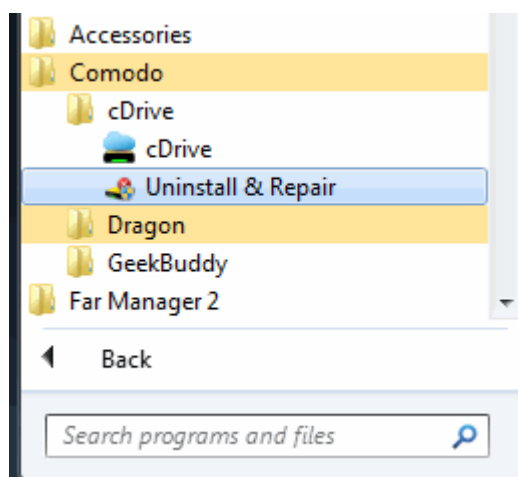 Accessories
Comodo
cDrive
cDrive
Uninstall & Repair
Dragon
GeekBuddy
Far Manager 2
Back
Search programs and files